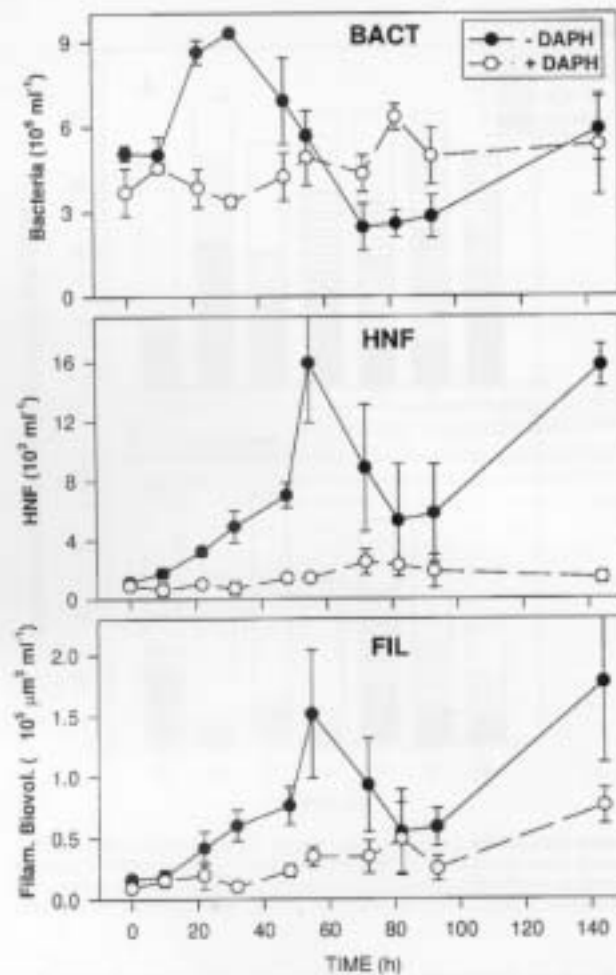 BACT
- DAPH
+ DAPH
Bacteria (10⁶ ml⁻¹)
9
6
3
0
HNF
HNF (10³ ml⁻¹)
16
12
8
4
0
FIL
Filam. Biovol. ( 10⁵ µm³ ml⁻¹)
2.0
1.5
1.0
0.5
0.0
0 20 40 60 80 100 120 140
TIME (h)